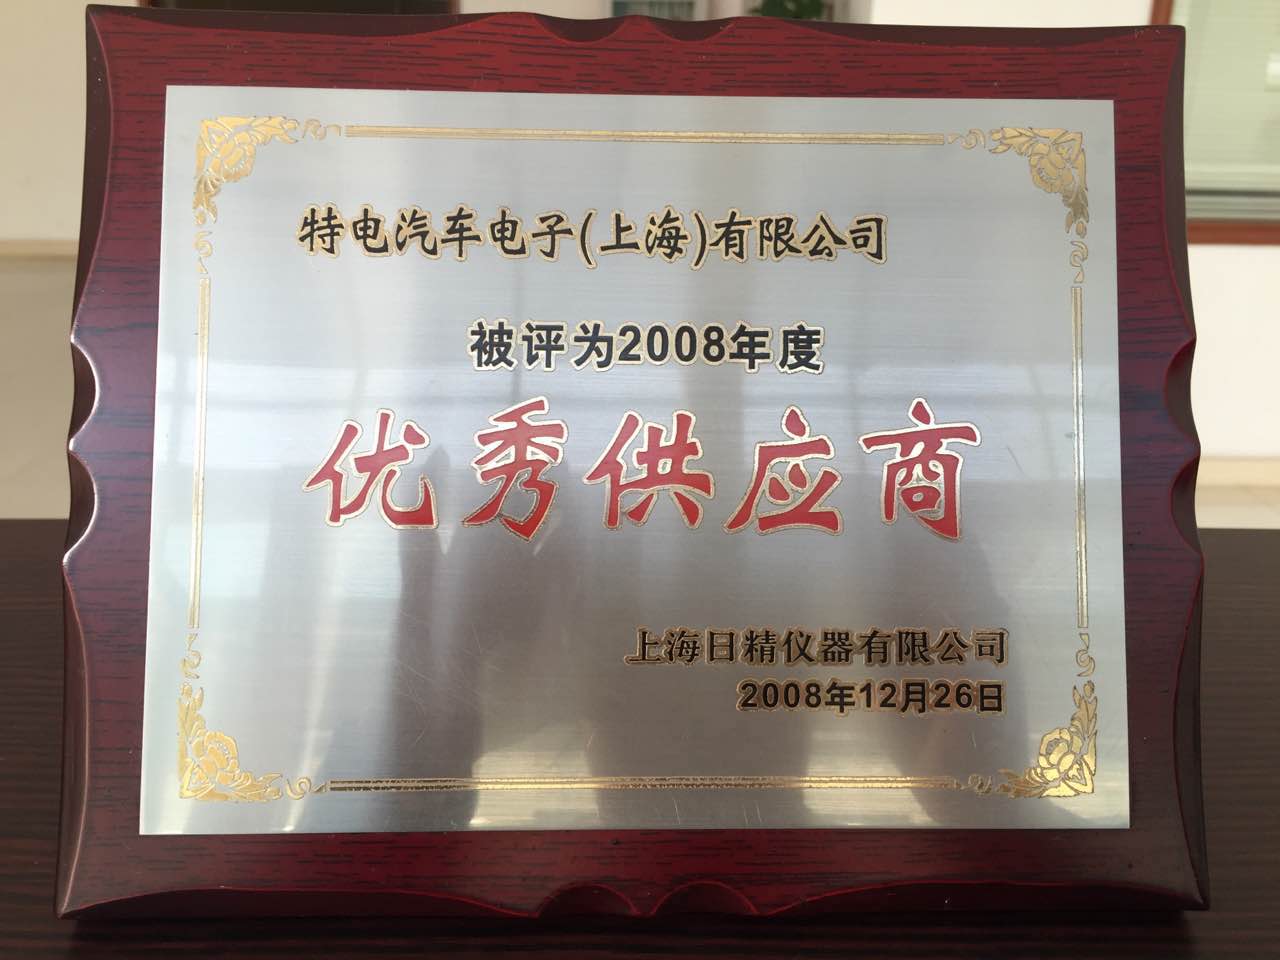 特电汽车电子(上海)有限公司
被评为2008年度
优秀供应商
上海日精仪器有限公司
2008年12月26日